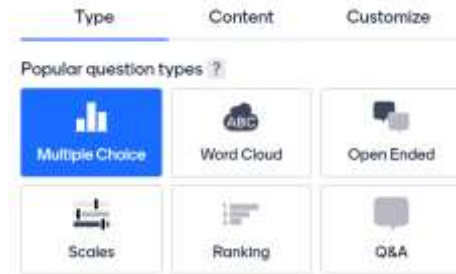 Type Content Customize
Popular question types ?
ABC
Multiple Choice Word Cloud Open Ended
Scales Ranking Q&A